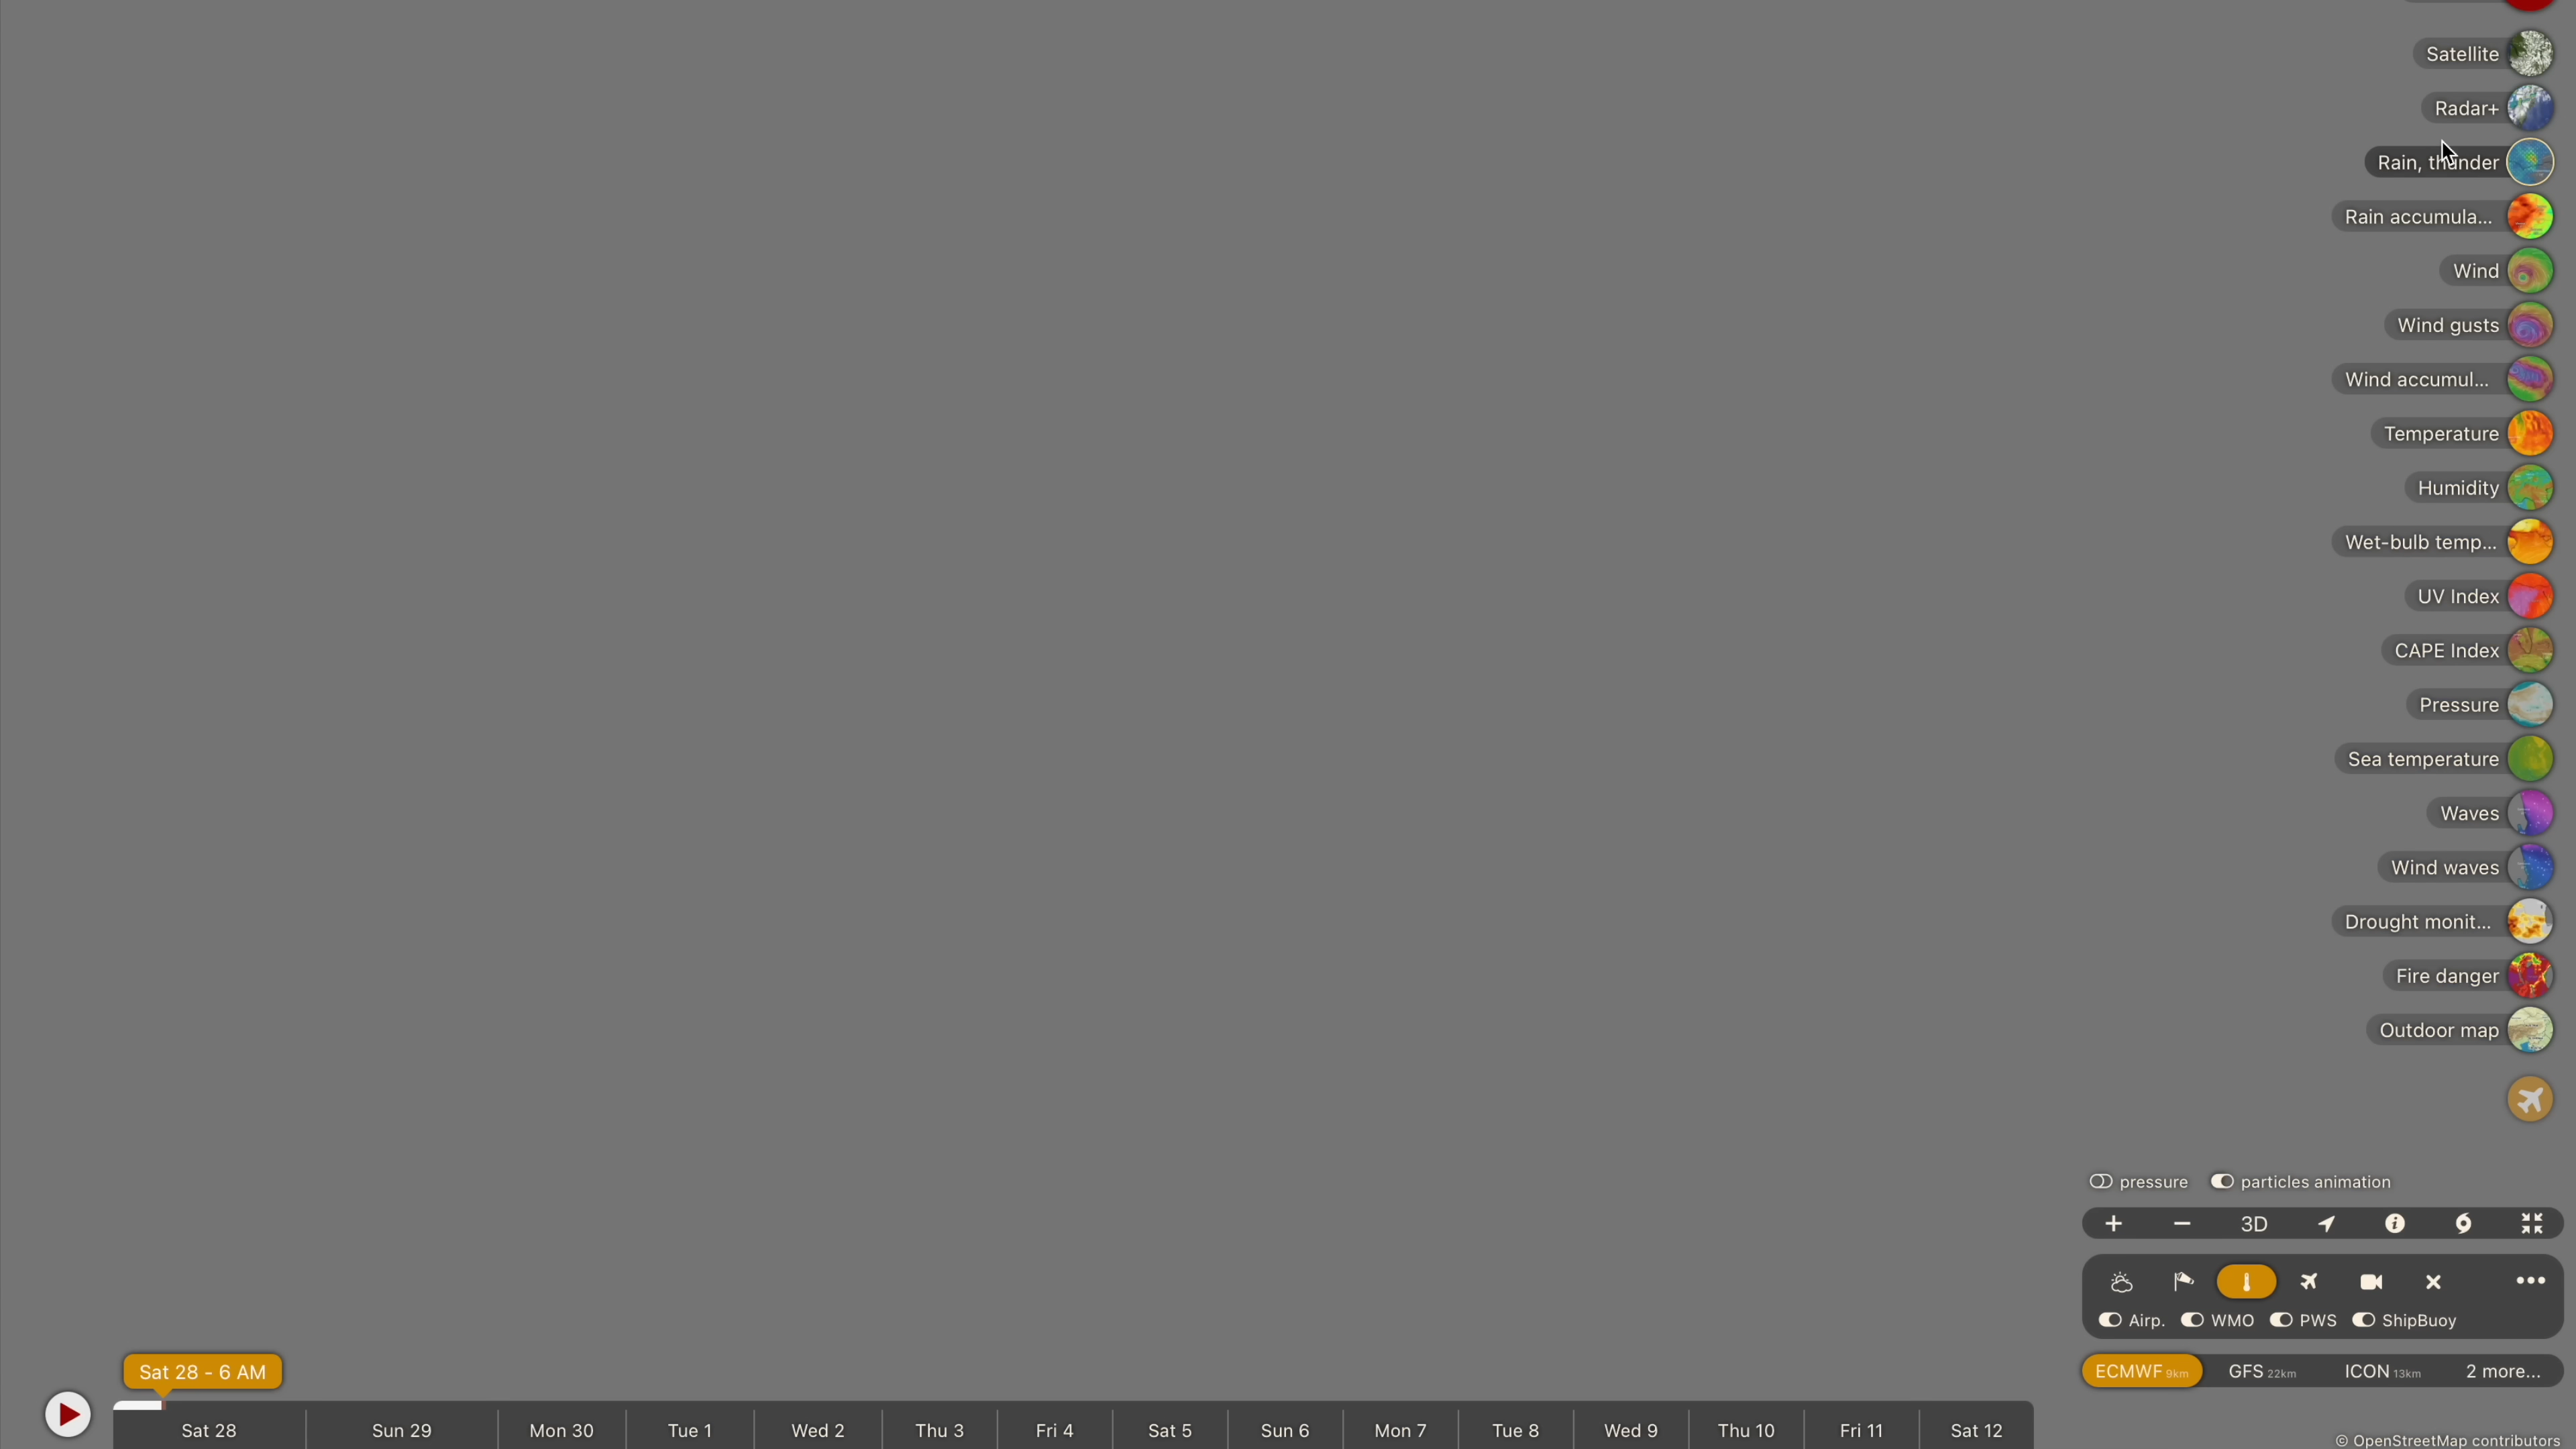 Satellite
Radar+
Rain, thunder
Rain accumula...
Wind
Wind gusts
Wind accumul...
Temperature
Humidity
Wet-bulb temp...
UV Index
CAPE Index
Pressure
Sea temperature
Waves
Wind waves
Drought monit...
Fire danger
Outdoor map
pressure particles animation
3D
Airp. WMO PWS ShipBuoy
ECMWF 9km GFS 22km ICON 13km 2 more...
Sat 28 - 6 AM
Sat 28 Sun 29 Mon 30 Tue 1 Wed 2 Thu 3 Fri 4 Sat 5 Sun 6 Mon 7 Tue 8 Wed 9 Thu 10 Fri 11 Sat 12
© OpenStreetMap contributors